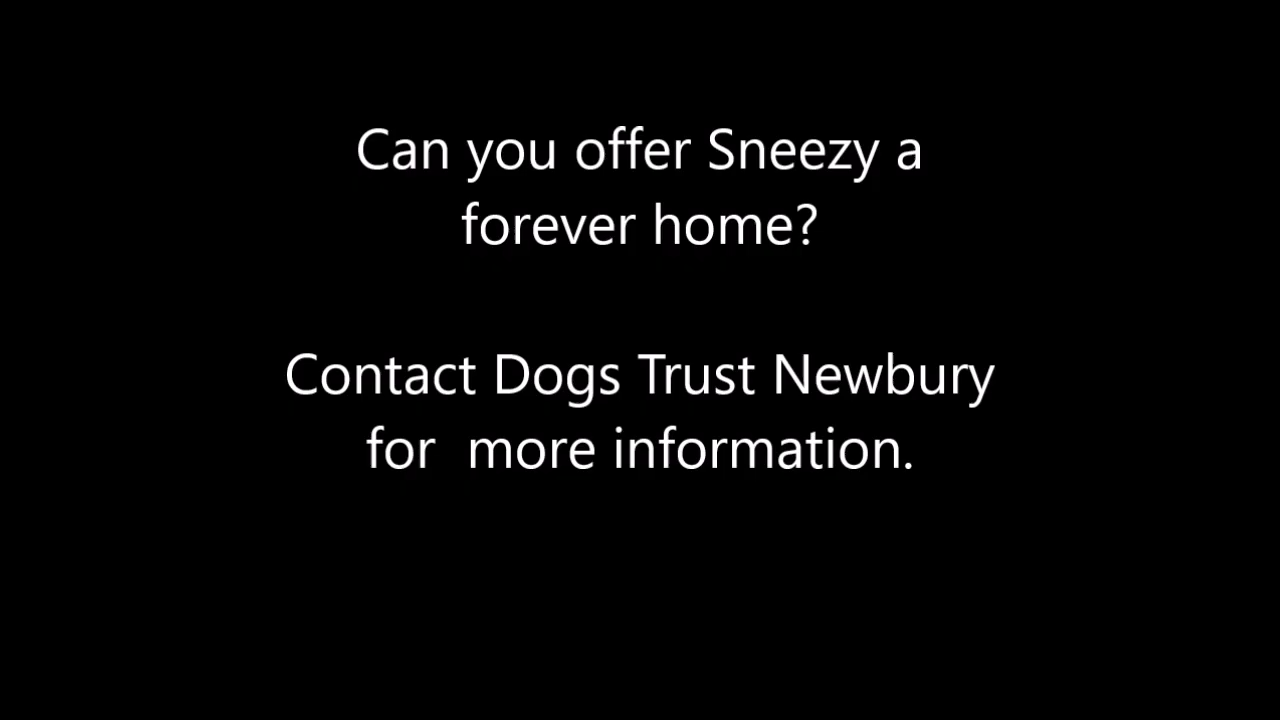 Can you offer Sneezy a
forever home?
Contact Dogs Trust Newbury
for  more information.